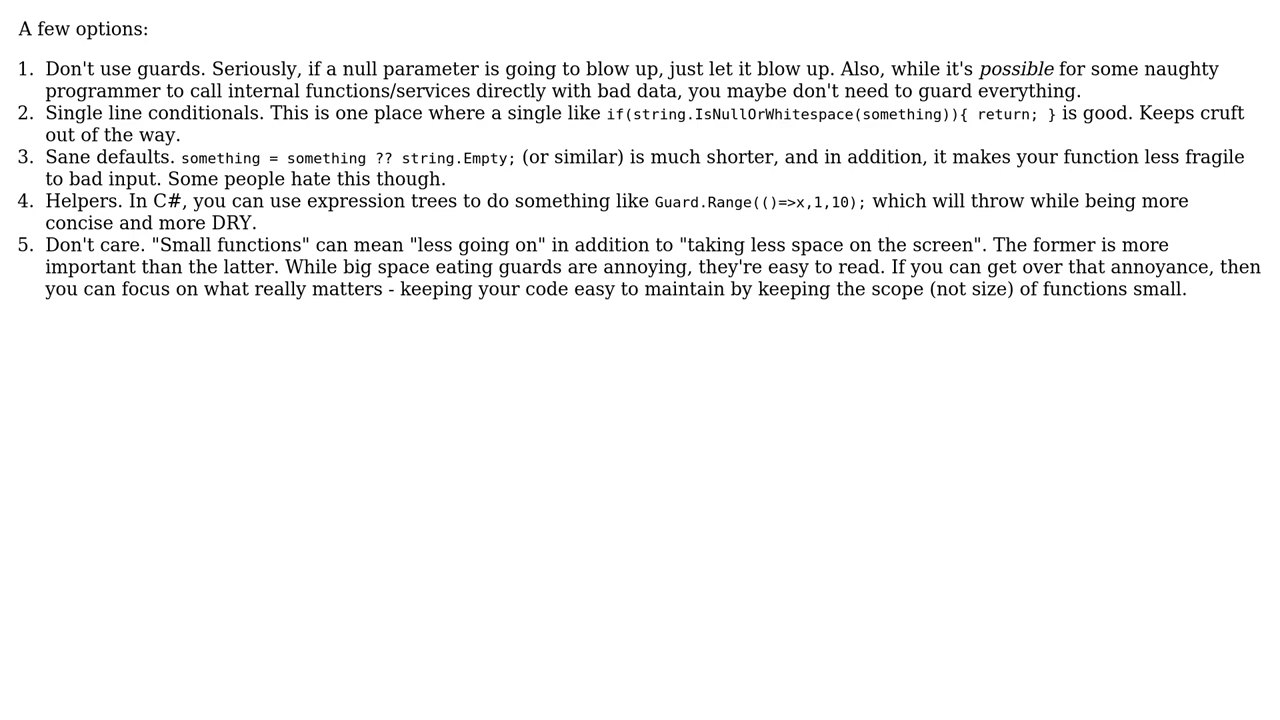 A few options:
1. Don't use guards. Seriously, if a null parameter is going to blow up, just let it blow up. Also, while it's possible for some naughty
programmer to call internal functions/services directly with bad data, you maybe don't need to guard everything.
2. Single line conditionals. This is one place where a single like if(string.IsNullOrWhitespace(something)){ return; } is good. Keeps cruft
out of the way.
3. Sane defaults. something = something ?? string.Empty; (or similar) is much shorter, and in addition, it makes your function less fragile
to bad input. Some people hate this though.
4. Helpers. In C#, you can use expression trees to do something like Guard.Range(()=>x,1,10); which will throw while being more
concise and more DRY.
5. Don't care. "Small functions" can mean "less going on" in addition to "taking less space on the screen". The former is more
important than the latter. While big space eating guards are annoying, they're easy to read. If you can get over that annoyance, then
you can focus on what really matters - keeping your code easy to maintain by keeping the scope (not size) of functions small.